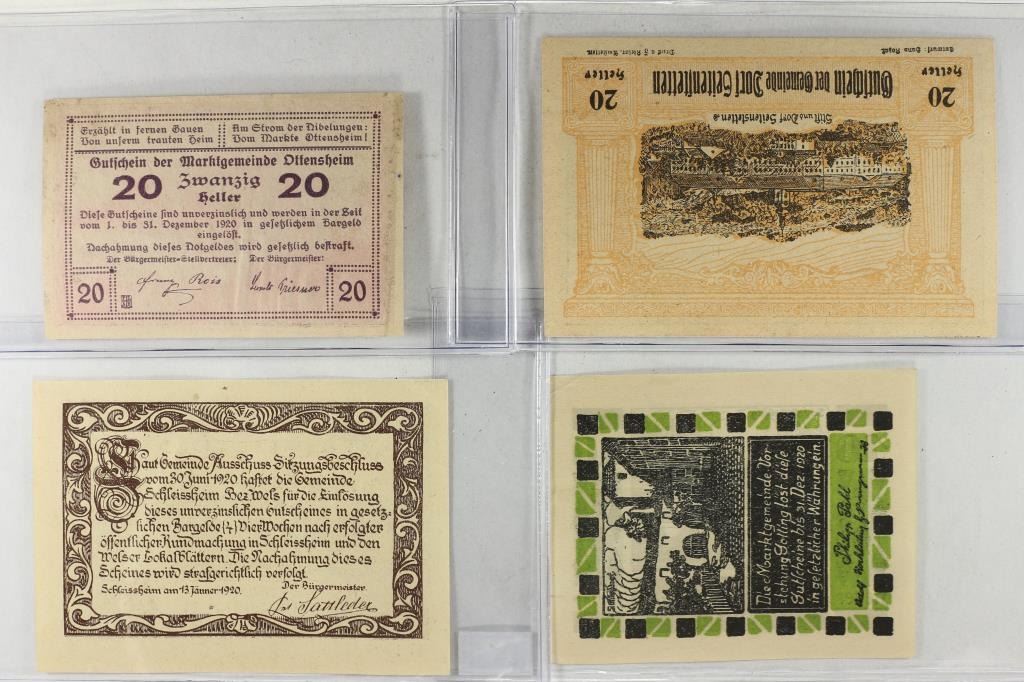 Erzählt in fernen Gauen
Von unserm trauten Heim
Am Strom der Nibelungen:
Vom Markte Ottensheim!
Gutschein der Marktgemeinde Ottensheim
20 Zwanzig 20
Heller
Diese Gutscheine sind unverzinslich und werden in der Zeit
vom 1. bis 31. Dezember 1920 in gesetzlichem Bargeld
eingelöst.
Nachahmung dieses Notgeldes wird gesetzlich bestraft.
Der Bürgermeister-Stellvertreter: Der Bürgermeister:
20 20
Gutschein der Gemeinde Dorf Seitenstetten
20 Heller
20 Heller
Stift und Dorf Seitenstetten
Laut Gemeinde Ausschuss Sitzungsbeschluss
vom 30 Juni 1920 haftet die Gemeinde
Schleissheim Bez. Wels für die Einlösung
dieses unverzinslichen Gutscheines in gesetz-
lichen Bargelde (4) Vier Wochen nach erfolgter
öffentlicher Kundmachung in Schleissheim und den
Welser Lokalblättern. Die Nachahmung dieses
Scheines wird strafgerichtlich verfolgt.
Schleissheim am 13 Jänner 1920. Der Bürgermeister
Die Marktgemeinde Vor-
stehung Golling löst diese
Gutscheine bis 31 Dez. 1920
in gesetzlicher Währung ein.